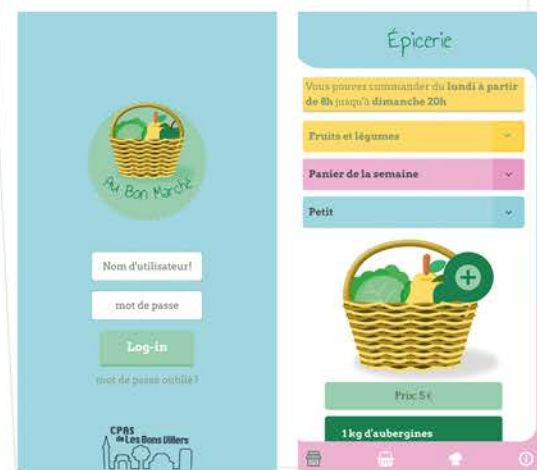 Au Bon Marché
Nom d'utilisateur!
mot de passe
Log-in
mot de passe oublié?
CPAS
de Les Bons Villers
Épicerie
Vous pouvez commander du lundi à partir
de 8h jusqu'à dimanche 20h
Fruits et légumes
Panier de la semaine
Petit
Prix: 5 €
1 kg d'aubergines